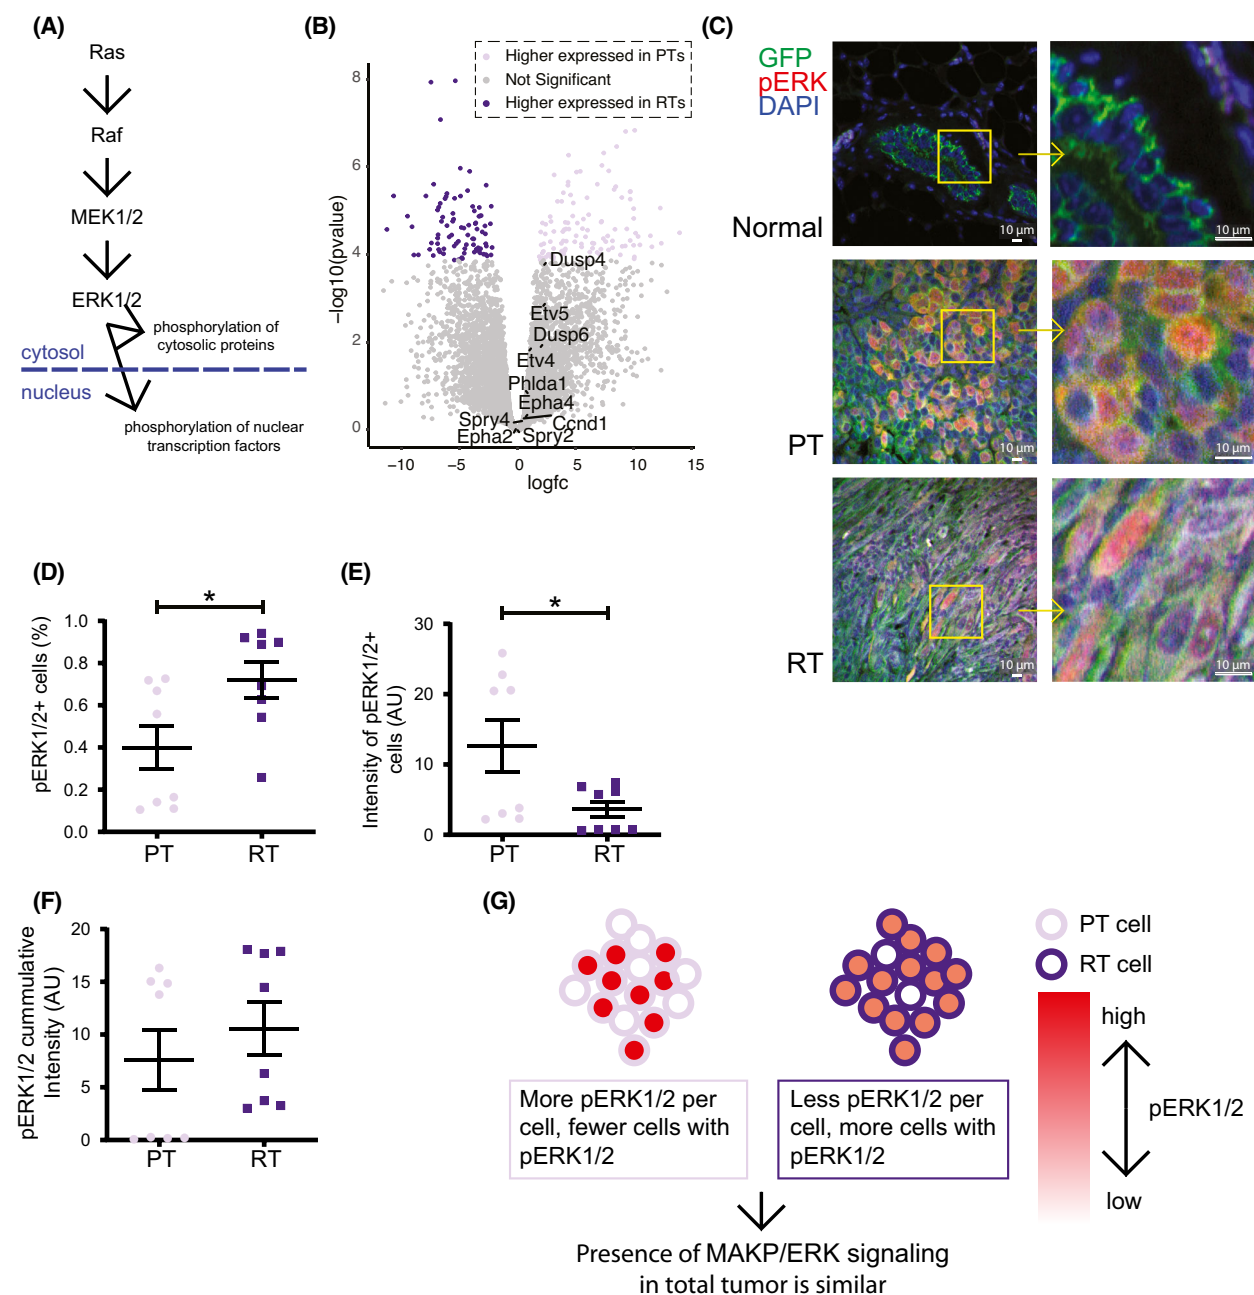 (A)
Ras
Raf
MEK1/2
ERK1/2
phosphorylation of
cytosolic proteins
cytosol
nucleus
phosphorylation of nuclear
transcription factors
(B)
Higher expressed in PTs
Not Significant
Higher expressed in RTs
−log10(pvalue)
8
6
4
2
0
Dusp4
Etv5
Dusp6
Etv4
Phlda1
Epha4
Spry4
Ccnd1
Epha2
Spry2
−10
−5
0
5
10
15
logfc
(C)
GFP
pERK
DAPI
Normal
10 µm
10 µm
PT
10 µm
10 µm
RT
10 µm
10 µm
(D)
*
pERK1/2+ cells (%)
1.0
0.8
0.6
0.4
0.2
0.0
PT
RT
(E)
*
Intensity of pERK1/2+
cells (AU)
30
20
10
0
PT
RT
(F)
pERK1/2 cummulative
Intensity (AU)
20
15
10
5
0
PT
RT
(G)
PT cell
RT cell
high
pERK1/2
low
More pERK1/2 per
cell, fewer cells with
pERK1/2
Less pERK1/2 per
cell, more cells with
pERK1/2
Presence of MAKP/ERK signaling
in total tumor is similar